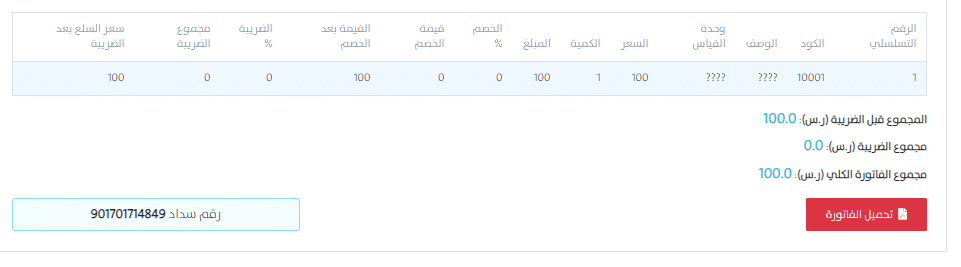 الرقم التسلسلي الكود الوصف وحدة القياس السعر الكمية المبلغ الخصم % قيمة الخصم القيمة بعد الخصم الضريبة % مجموع الضريبة سعر السلع بعد الضريبة
1 10001 ???? ???? 100 1 100 0 0 100 0 0 100
المجموع قبل الضريبة (ر.س): 100.0
مجموع الضريبة (ر.س): 0.0
مجموع الفاتورة الكلي (ر.س): 100.0
تحميل الفاتورة
رقم سداد 901701714849